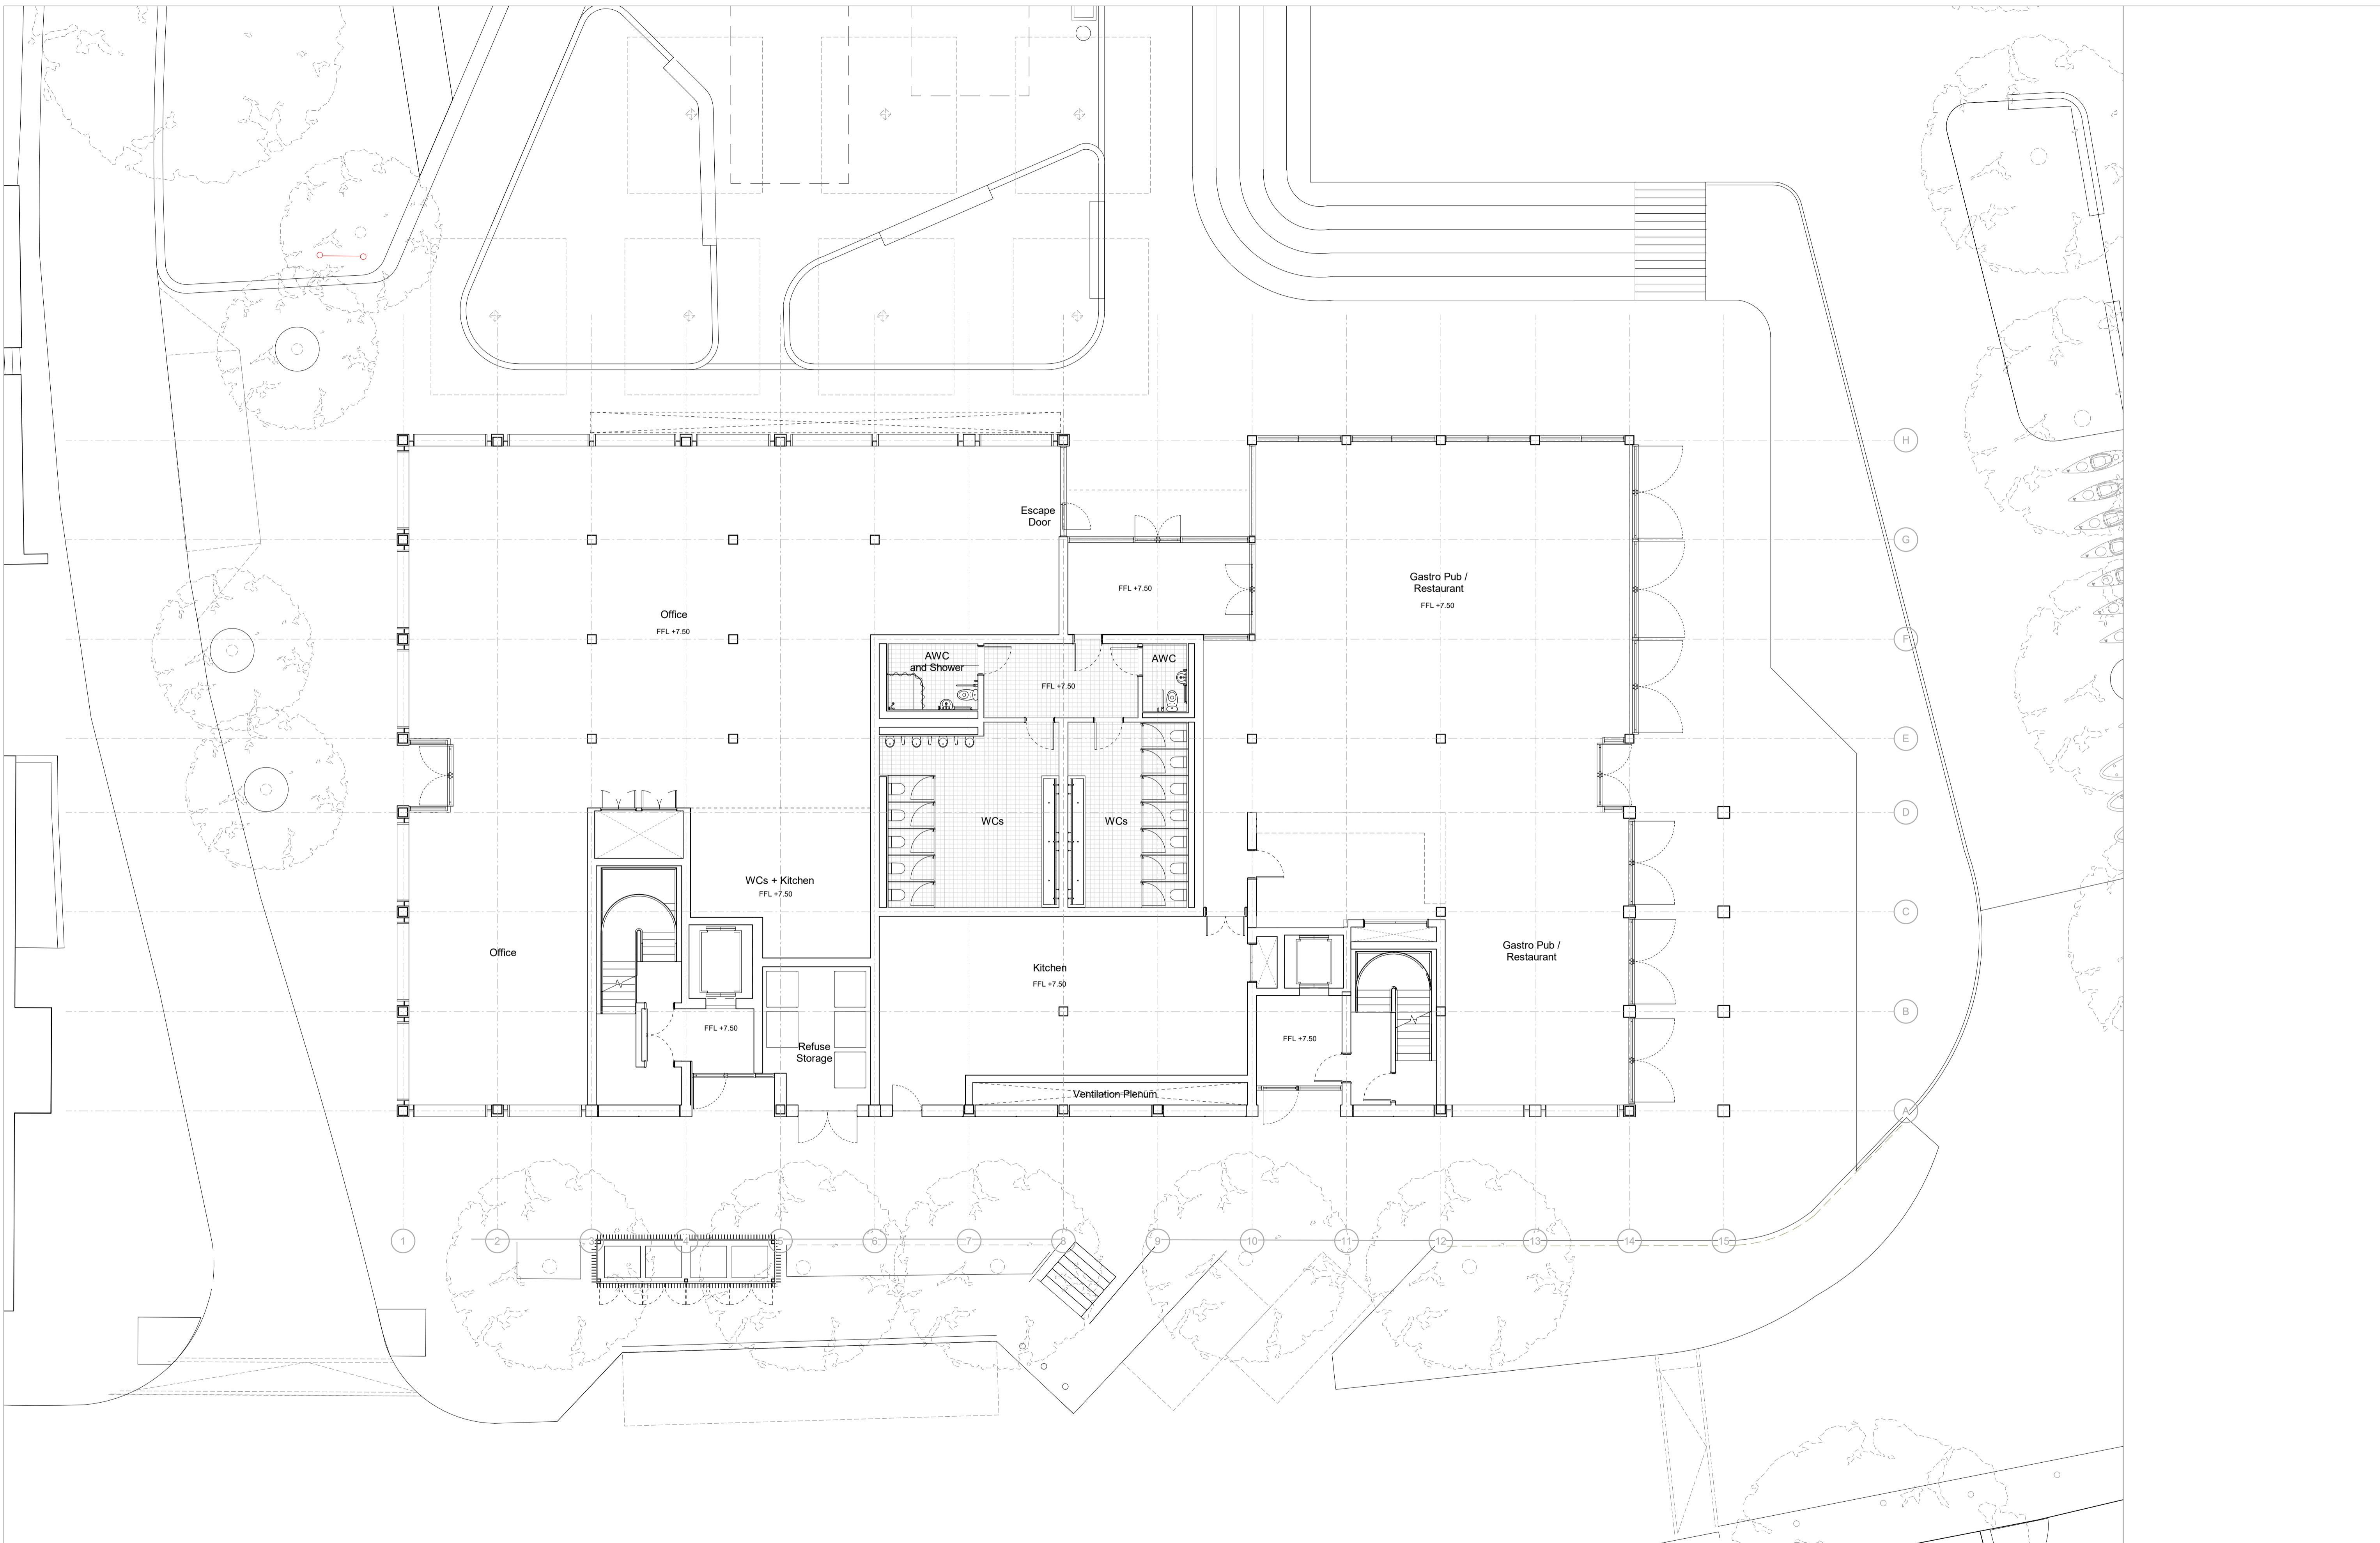 H
Escape
Door
G
Gastro Pub /
Restaurant
FFL +7.50
FFL +7.50
Office
FFL +7.50
F
AWC
and Shower
AWC
FFL +7.50
E
D
WCs
WCs
WCs + Kitchen
FFL +7.50
C
Office
Gastro Pub /
Restaurant
Kitchen
FFL +7.50
B
FFL +7.50
FFL +7.50
Refuse
Storage
Ventilation Plenum
A
1
2
3
4
5
6
7
8
9
10
11
12
13
14
15